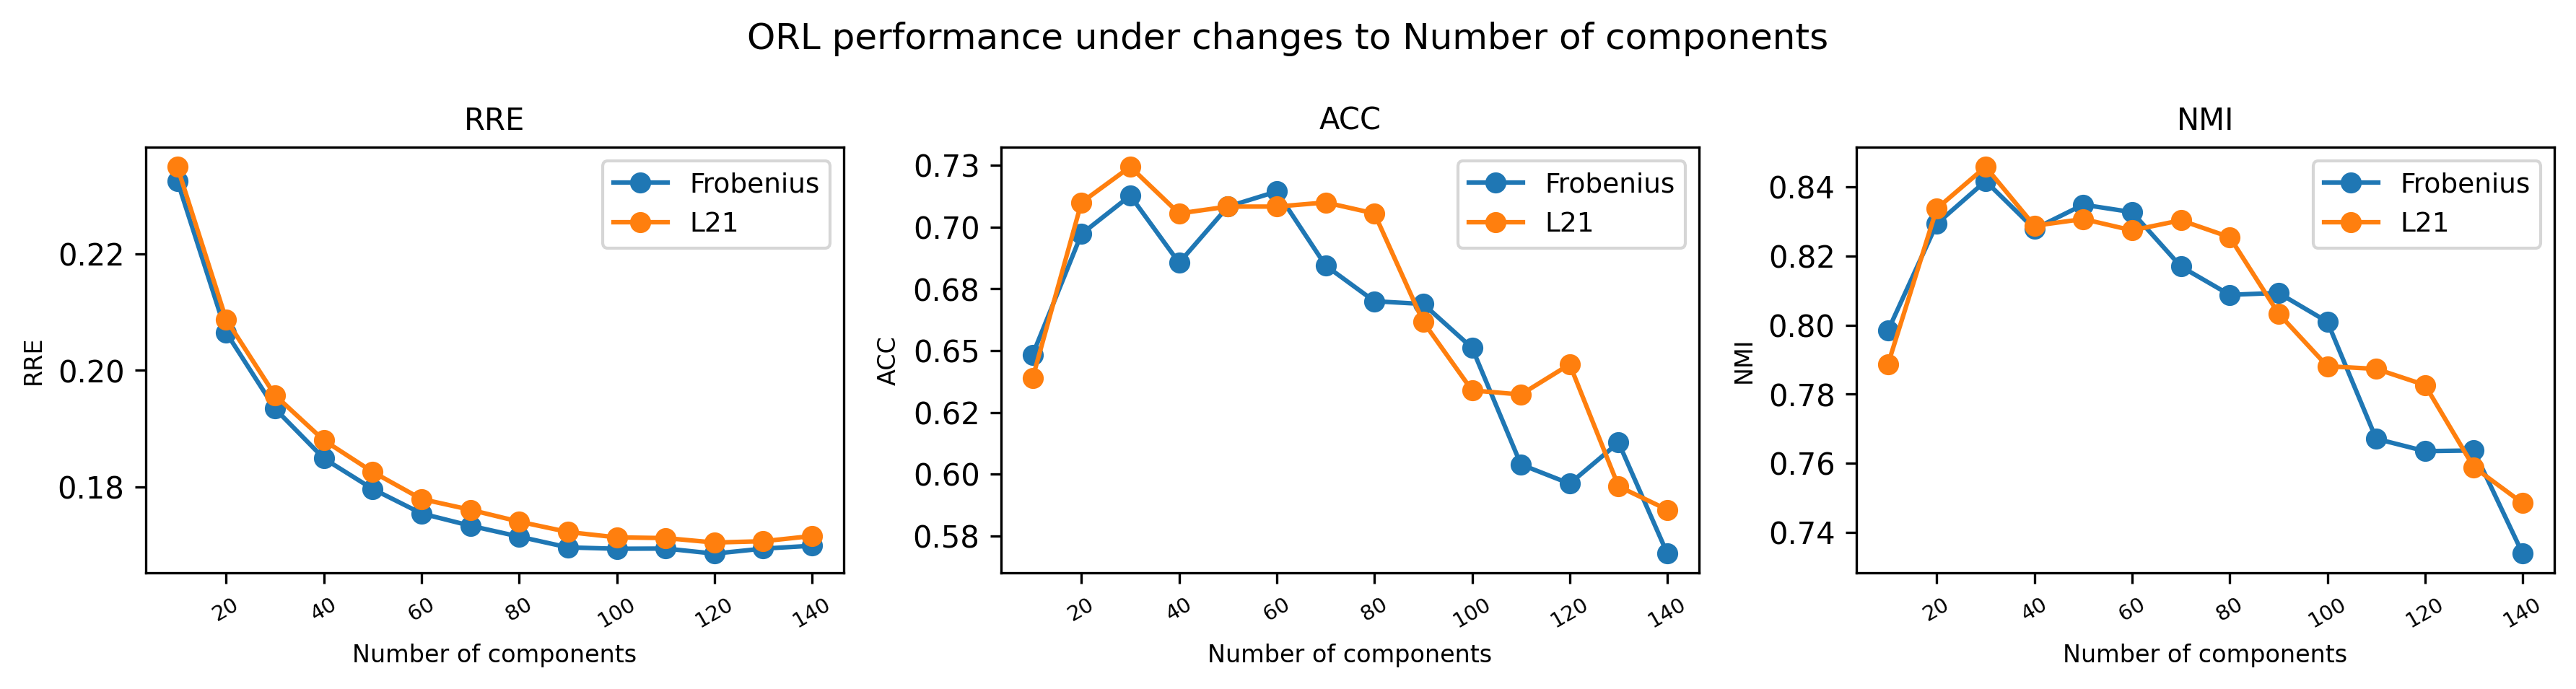 ORL performance under changes to Number of components
RRE
Frobenius
L21
0.22
0.20
0.18
RRE
20 40 60 80 100 120 140
Number of components
ACC
Frobenius
L21
0.73
0.70
0.68
0.65
0.62
0.60
0.58
ACC
20 40 60 80 100 120 140
Number of components
NMI
Frobenius
L21
0.84
0.82
0.80
0.78
0.76
0.74
NMI
20 40 60 80 100 120 140
Number of components